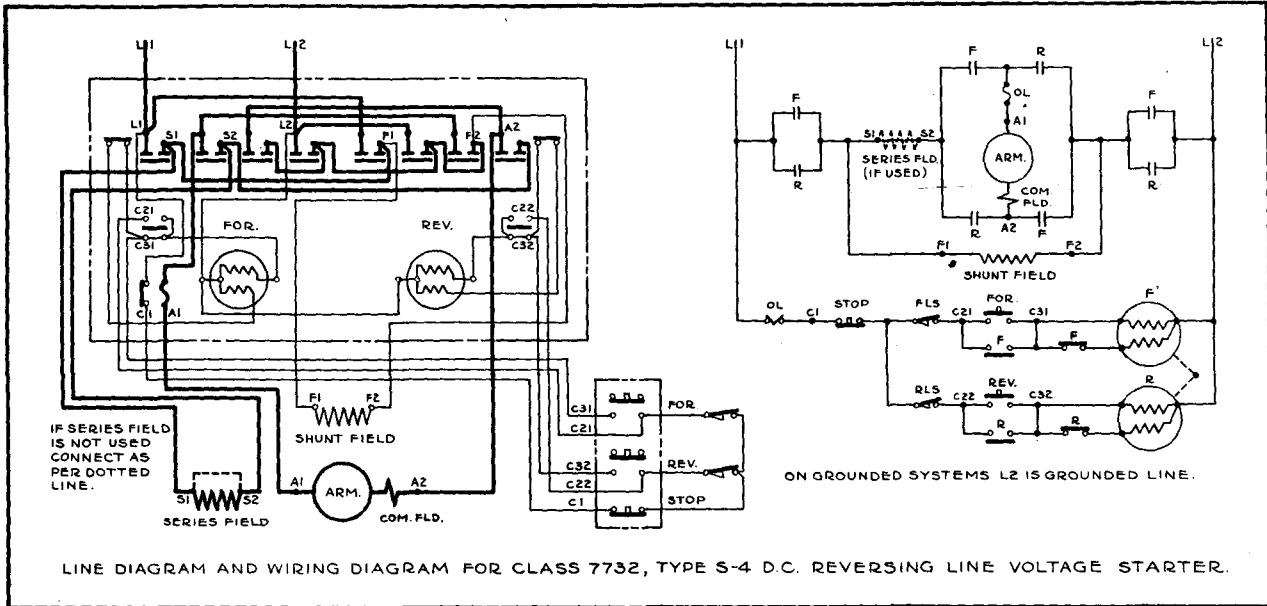 L1 L2
L1 S1 S2 L2 F1 F2 A2
C21 FOR. REV. C22
C31 C32
C1 A1
F1 F2
SHUNT FIELD
IF SERIES FIELD
IS NOT USED
CONNECT AS
PER DOTTED
LINE.
S1 S2
SERIES FIELD
A1 ARM. A2
COM. FLD.
C31 FOR.
C21
C32 REV.
C22
C1 STOP
L1 L2
F R
OL
F A1 F
S1 S2
SERIES FLD. ARM.
(IF USED)
R COM. R
FLD.
R A2 F
F1 F2
SHUNT FIELD
OL C1 STOP FLS C21 FOR. C31 F
F F
RLS C22 REV. C32 R
R R
ON GROUNDED SYSTEMS L2 IS GROUNDED LINE.
LINE DIAGRAM AND WIRING DIAGRAM FOR CLASS 7732, TYPE S-4 D.C. REVERSING LINE VOLTAGE STARTER.